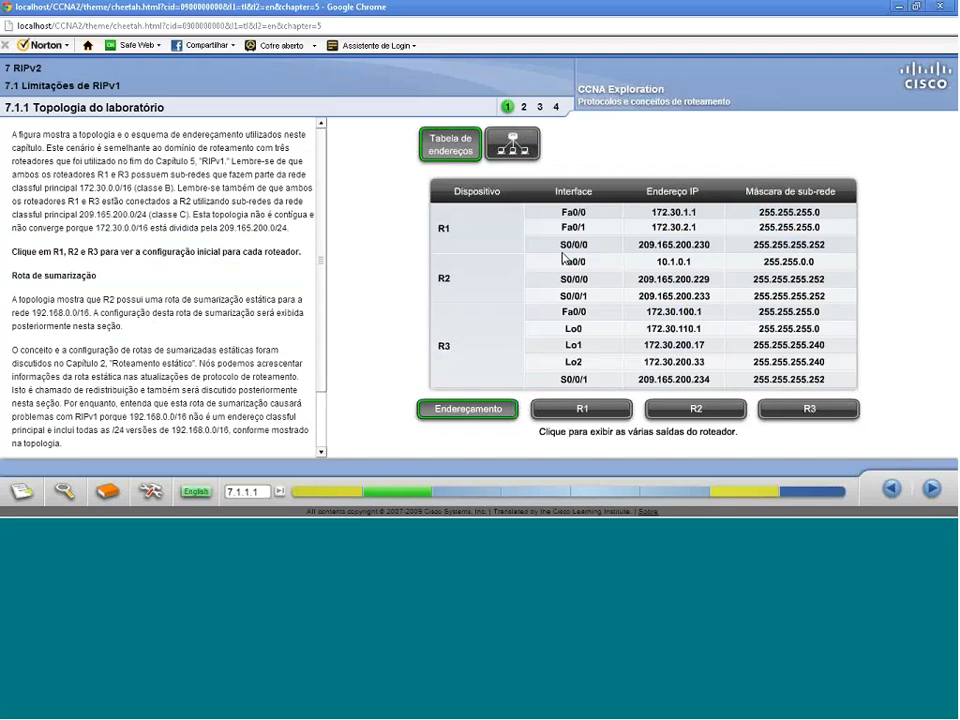 localhost/CCNA2/theme/cheetah.html?cid=0900000000&l1=tl&l2=en&chapter=5 - Google Chrome
localhost/CCNA2/theme/cheetah.html?cid=0900000000&l1=tl&l2=en&chapter=5
Norton
Safe Web
Compartilhar
Cofre aberto
Assistente de Login
7 RIPv2
7.1 Limitações de RIPv1
7.1.1 Topologia do laboratório
1 2 3 4
CCNA Exploration
Protocolos e conceitos de roteamento
CISCO
A figura mostra a topologia e o esquema de endereçamento utilizados neste
capítulo. Este cenário é semelhante ao domínio de roteamento com três
roteadores que foi utilizado no fim do Capítulo 5, "RIPv1." Lembre-se de que
ambos os roteadores R1 e R3 possuem sub-redes que fazem parte da rede
classful principal 172.30.0.0/16 (classe B). Lembre-se também de que ambos
os roteadores R1 e R3 estão conectados a R2 utilizando sub-redes da rede
classful principal 209.165.200.0/24 (classe C). Esta topologia não é contígua e
não converge porque 172.30.0.0/16 está dividida pela 209.165.200.0/24.
Clique em R1, R2 e R3 para ver a configuração inicial para cada roteador.
Rota de sumarização
A topologia mostra que R2 possui uma rota de sumarização estática para a
rede 192.168.0.0/16. A configuração desta rota de sumarização será exibida
posteriormente nesta seção.
O conceito e a configuração de rotas de sumarizadas estáticas foram
discutidos no Capítulo 2, "Roteamento estático". Nós podemos acrescentar
informações da rota estática nas atualizações de protocolo de roteamento.
Isto é chamado de redistribuição e também será discutido posteriormente
nesta seção. Por enquanto, entenda que esta rota de sumarização causará
problemas com RIPv1 porque 192.168.0.0/16 não é um endereço classful
principal e inclui todas as /24 versões de 192.168.0.0/16, conforme mostrado
na topologia.
Tabela de
endereços
Dispositivo Interface Endereço IP Máscara de sub-rede
R1
Fa0/0 172.30.1.1 255.255.255.0
Fa0/1 172.30.2.1 255.255.255.0
S0/0/0 209.165.200.230 255.255.255.252
R2
Fa0/0 10.1.0.1 255.255.0.0
S0/0/0 209.165.200.229 255.255.255.252
S0/0/1 209.165.200.233 255.255.255.252
R3
Fa0/0 172.30.100.1 255.255.255.0
Lo0 172.30.110.1 255.255.255.0
Lo1 172.30.200.17 255.255.255.240
Lo2 172.30.200.33 255.255.255.240
S0/0/1 209.165.200.234 255.255.255.252
Endereçamento R1 R2 R3
Clique para exibir as várias saídas do roteador.
English
7.1.1.1
All contents copyright © 2007-2009 Cisco Systems, Inc. | Translated by the Cisco Learning Institute. | Sobre